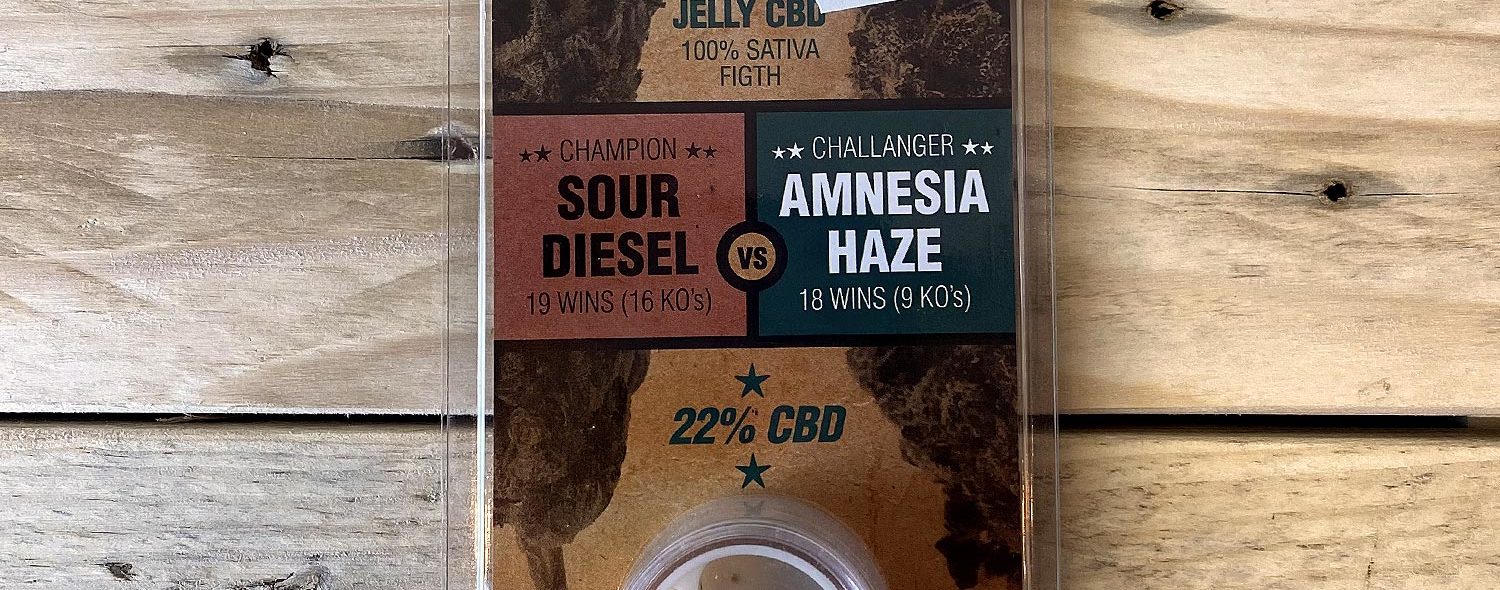 JELLY CBD
100% SATIVA
FIGTH
★★ CHAMPION ★★
SOUR
DIESEL
19 WINS (16 KO's)
VS
★★ CHALLANGER ★★
AMNESIA
HAZE
18 WINS (9 KO's)
22% CBD